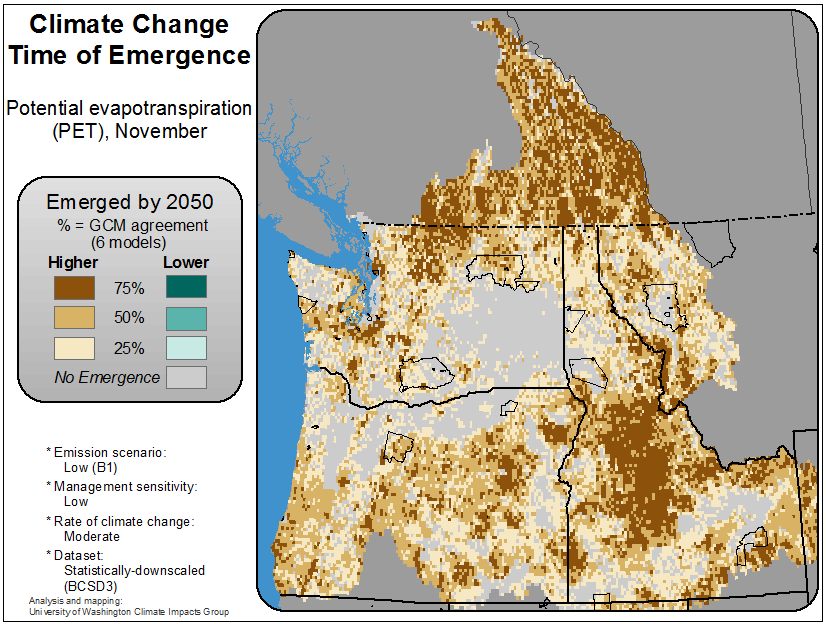 Climate Change
Time of Emergence
Potential evapotranspiration
(PET), November
Emerged by 2050
% = GCM agreement
(6 models)
Higher Lower
75%
50%
25%
No Emergence
* Emission scenario:
Low (B1)
* Management sensitivity:
Low
* Rate of climate change:
Moderate
* Dataset:
Statistically-downscaled
(BCSD3)
Analysis and mapping:
University of Washington Climate Impacts Group